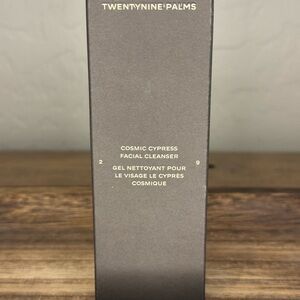 TWENTYNINE PALMS
COSMIC CYPRESS
FACIAL CLEANSER
2 9
GEL NETTOYANT POUR
LE VISAGE LE CYPRÈS
COSMIQUE